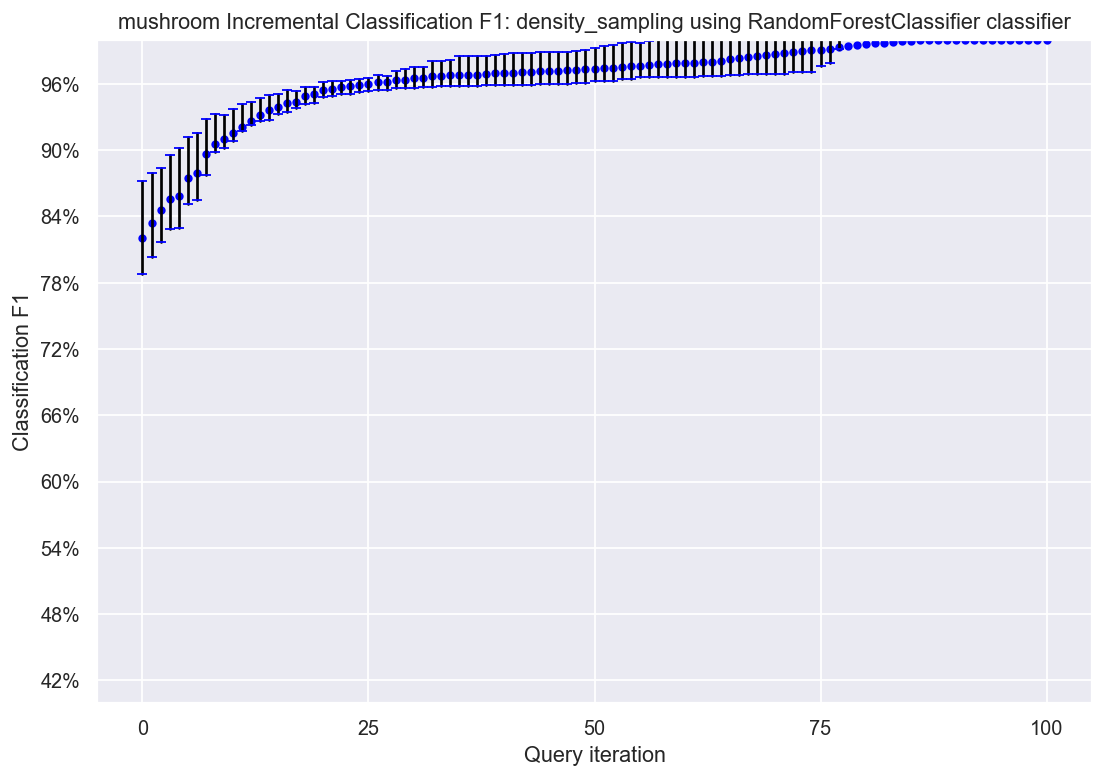 mushroom Incremental Classification F1: density_sampling using RandomForestClassifier classifier
96%
90%
84%
78%
72%
66%
60%
54%
48%
42%
Classification F1
0 25 50 75 100
Query iteration